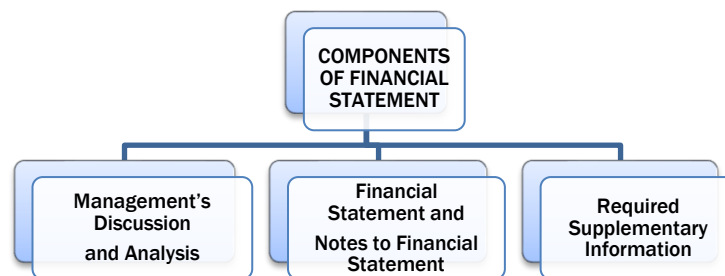 COMPONENTS
OF FINANCIAL
STATEMENT
Management's
Discussion
and Analysis
Financial
Statement and
Notes to Financial
Statement
Required
Supplementary
Information